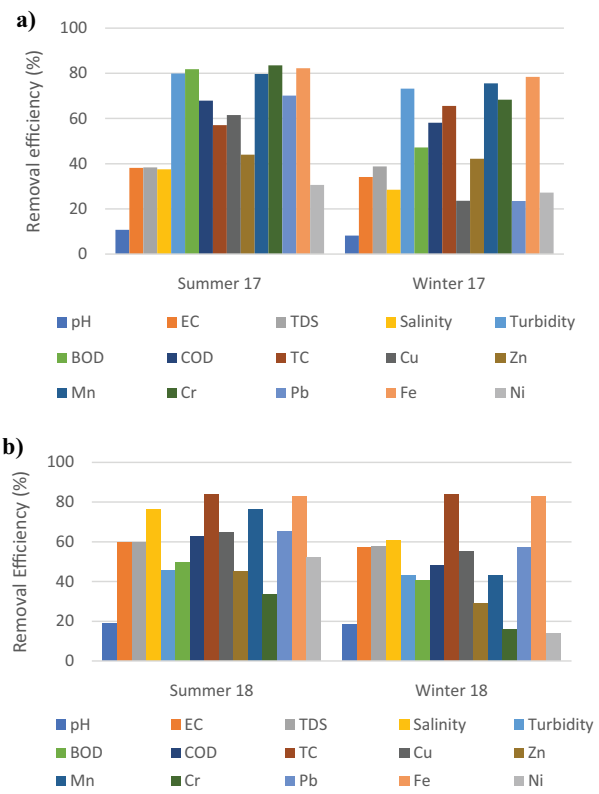 a)
Removal efficiency (%)
100
80
60
40
20
0
Summer 17 Winter 17
pH EC TDS Salinity Turbidity
BOD COD TC Cu Zn
Mn Cr Pb Fe Ni
b)
Removal Efficiency (%)
100
80
60
40
20
0
Summer 18 Winter 18
pH EC TDS Salinity Turbidity
BOD COD TC Cu Zn
Mn Cr Pb Fe Ni